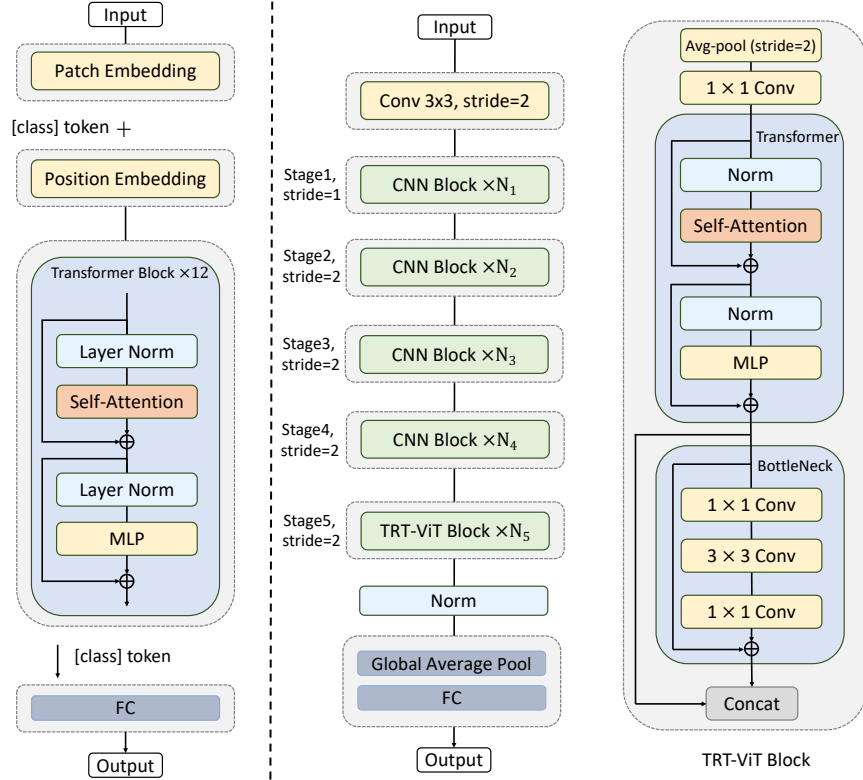 Input
Patch Embedding
[class] token +
Position Embedding
Transformer Block ×12
Layer Norm
Self-Attention
Layer Norm
MLP
[class] token
FC
Output
Input
Conv 3x3, stride=2
Stage1,
stride=1
CNN Block ×N₁
Stage2,
stride=2
CNN Block ×N₂
Stage3,
stride=2
CNN Block ×N₃
Stage4,
stride=2
CNN Block ×N₄
Stage5,
stride=2
TRT-ViT Block ×N₅
Norm
Global Average Pool
FC
Output
Avg-pool (stride=2)
1 × 1 Conv
Transformer
Norm
Self-Attention
Norm
MLP
BottleNeck
1 × 1 Conv
3 × 3 Conv
1 × 1 Conv
Concat
TRT-ViT Block